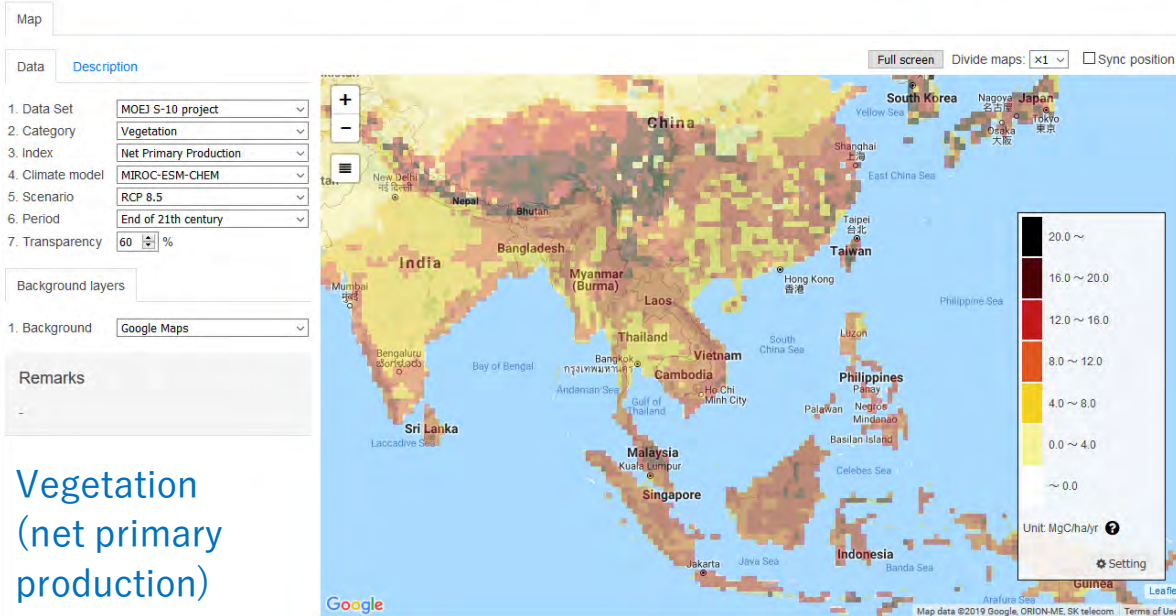 Map
Data Description
Full screen Divide maps: ×1 Sync position
1. Data Set MOEJ S-10 project
2. Category Vegetation
3. Index Net Primary Production
4. Climate model MIROC-ESM-CHEM
5. Scenario RCP 8.5
6. Period End of 21th century
7. Transparency 60 %
Background layers
1. Background Google Maps
Remarks
-
Vegetation
(net primary
production)
+
−
China
South Korea
Nagoya
名古屋
Japan
Tokyo
東京
Osaka
大阪
Yellow Sea
Shanghai
上海
East China Sea
New Delhi
नई दिल्ली
Nepal
Bhutan
Taipei
台北
Taiwan
Bangladesh
India
Myanmar
(Burma)
Hong Kong
香港
Mumbai
मुंबई
Laos
Philippine Sea
Thailand
South
China Sea
Luzon
Bengaluru
ಬೆಂಗಳೂರು
Bay of Bengal
Bangkok
กรุงเทพมหานคร
Vietnam
Cambodia
Andaman Sea
Ho Chi
Minh City
Gulf of
Thailand
Philippines
Panay
Palawan
Negros
Mindanao
Basilan Island
Sri Lanka
Laccadive Sea
Malaysia
Kuala Lumpur
Celebes Sea
Singapore
Indonesia
Jakarta
Java Sea
Banda Sea
Guinea
Arafura Sea
20.0 ～
16.0 ～ 20.0
12.0 ～ 16.0
8.0 ～ 12.0
4.0 ～ 8.0
0.0 ～ 4.0
～ 0.0
Unit: MgC/ha/yr ?
Setting
Google
Map data ©2019 Google, ORION-ME, SK telecom Terms of Use